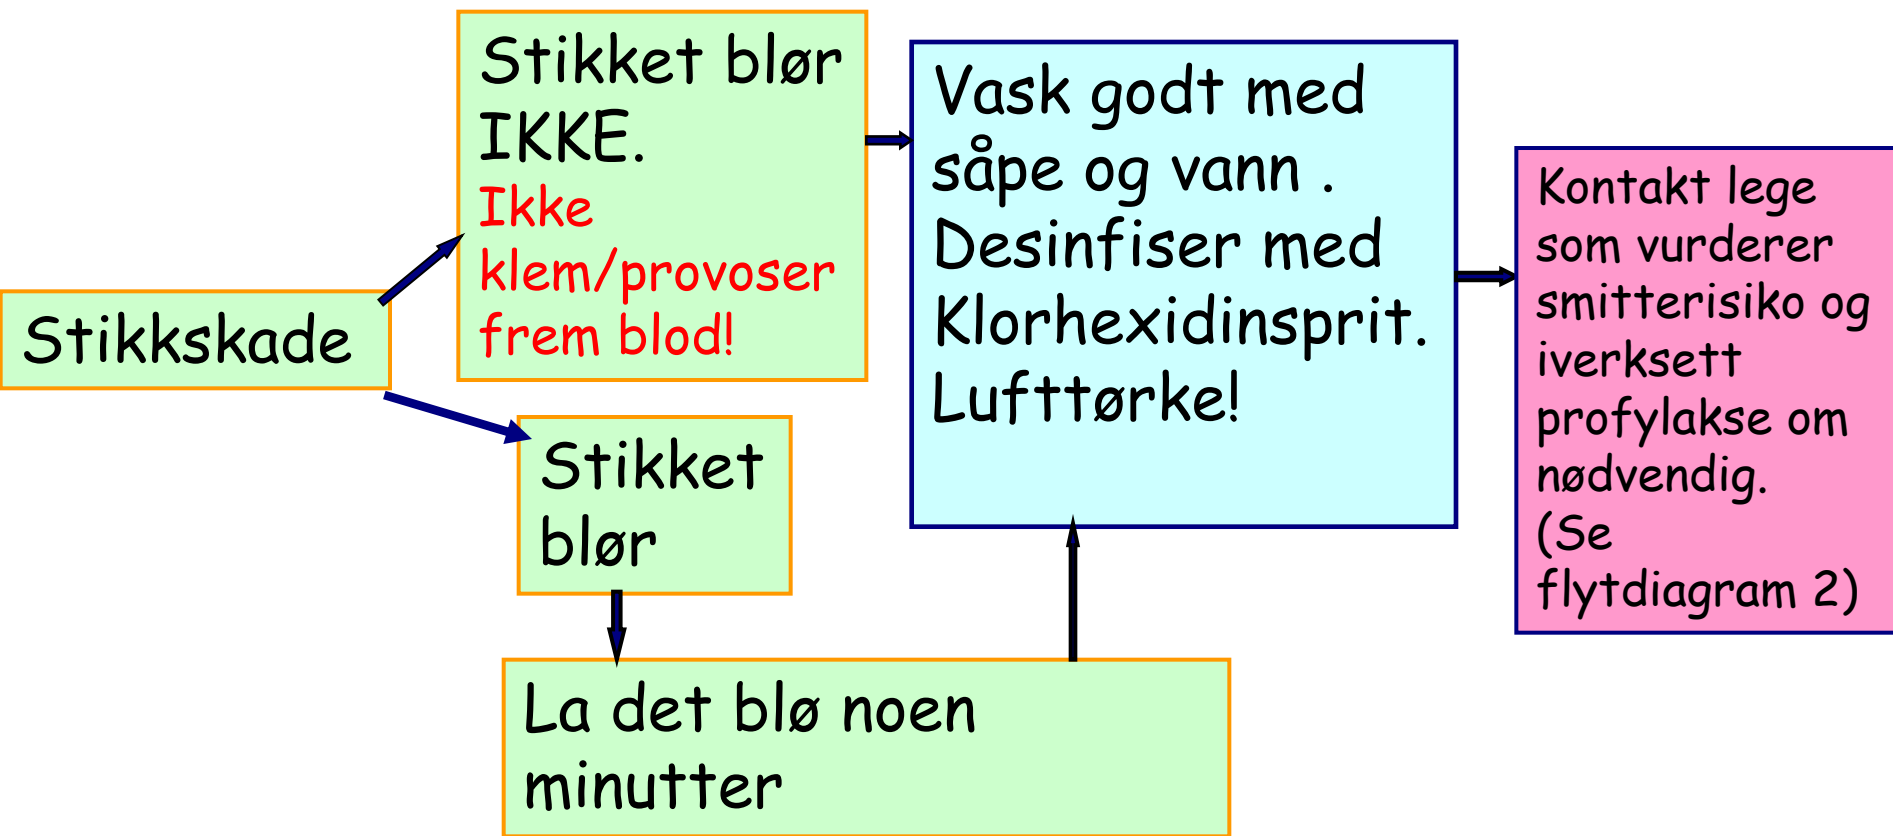 Stikkskade
Stikket blør
IKKE.
Ikke
klem/provoser
frem blod!
Stikket
blør
La det blø noen
minutter
Vask godt med
såpe og vann .
Desinfiser med
Klorhexidinsprit.
Lufttørke!
Kontakt lege
som vurderer
smitterisiko og
iverksett
profylakse om
nødvendig.
(Se
flytdiagram 2)